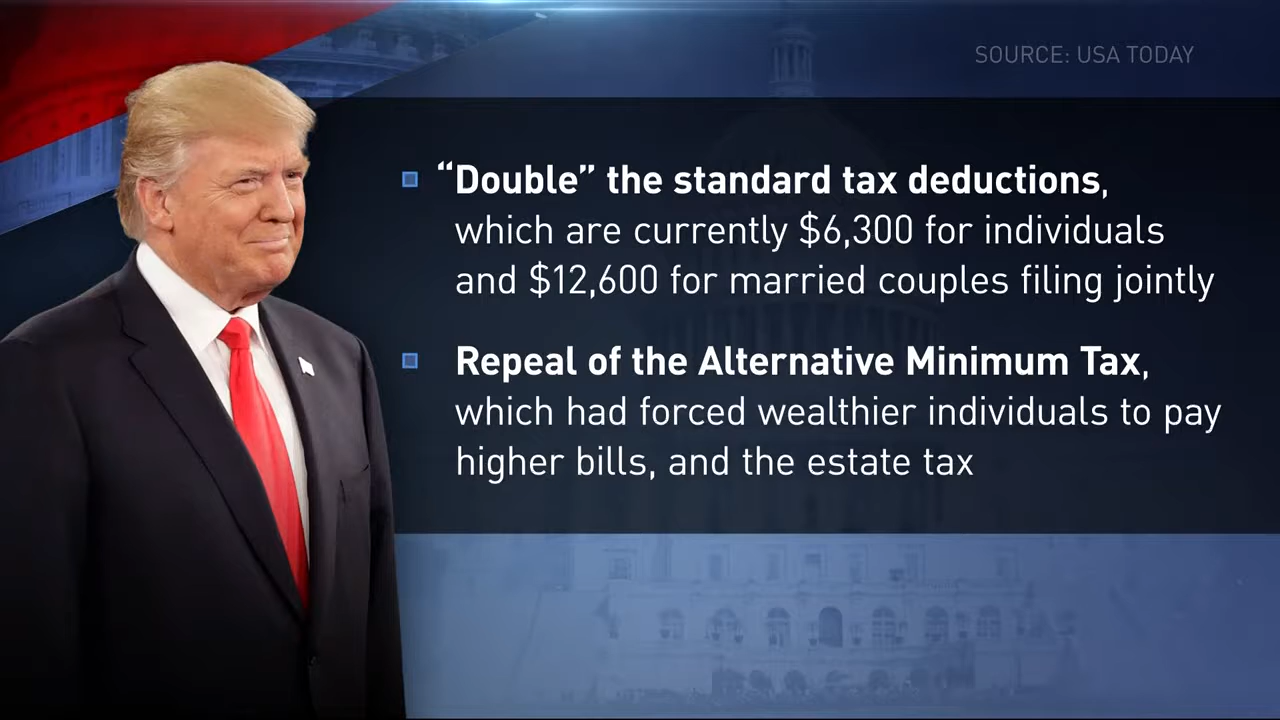 SOURCE: USA TODAY
“Double” the standard tax deductions,
which are currently $6,300 for individuals
and $12,600 for married couples filing jointly
Repeal of the Alternative Minimum Tax,
which had forced wealthier individuals to pay
higher bills, and the estate tax